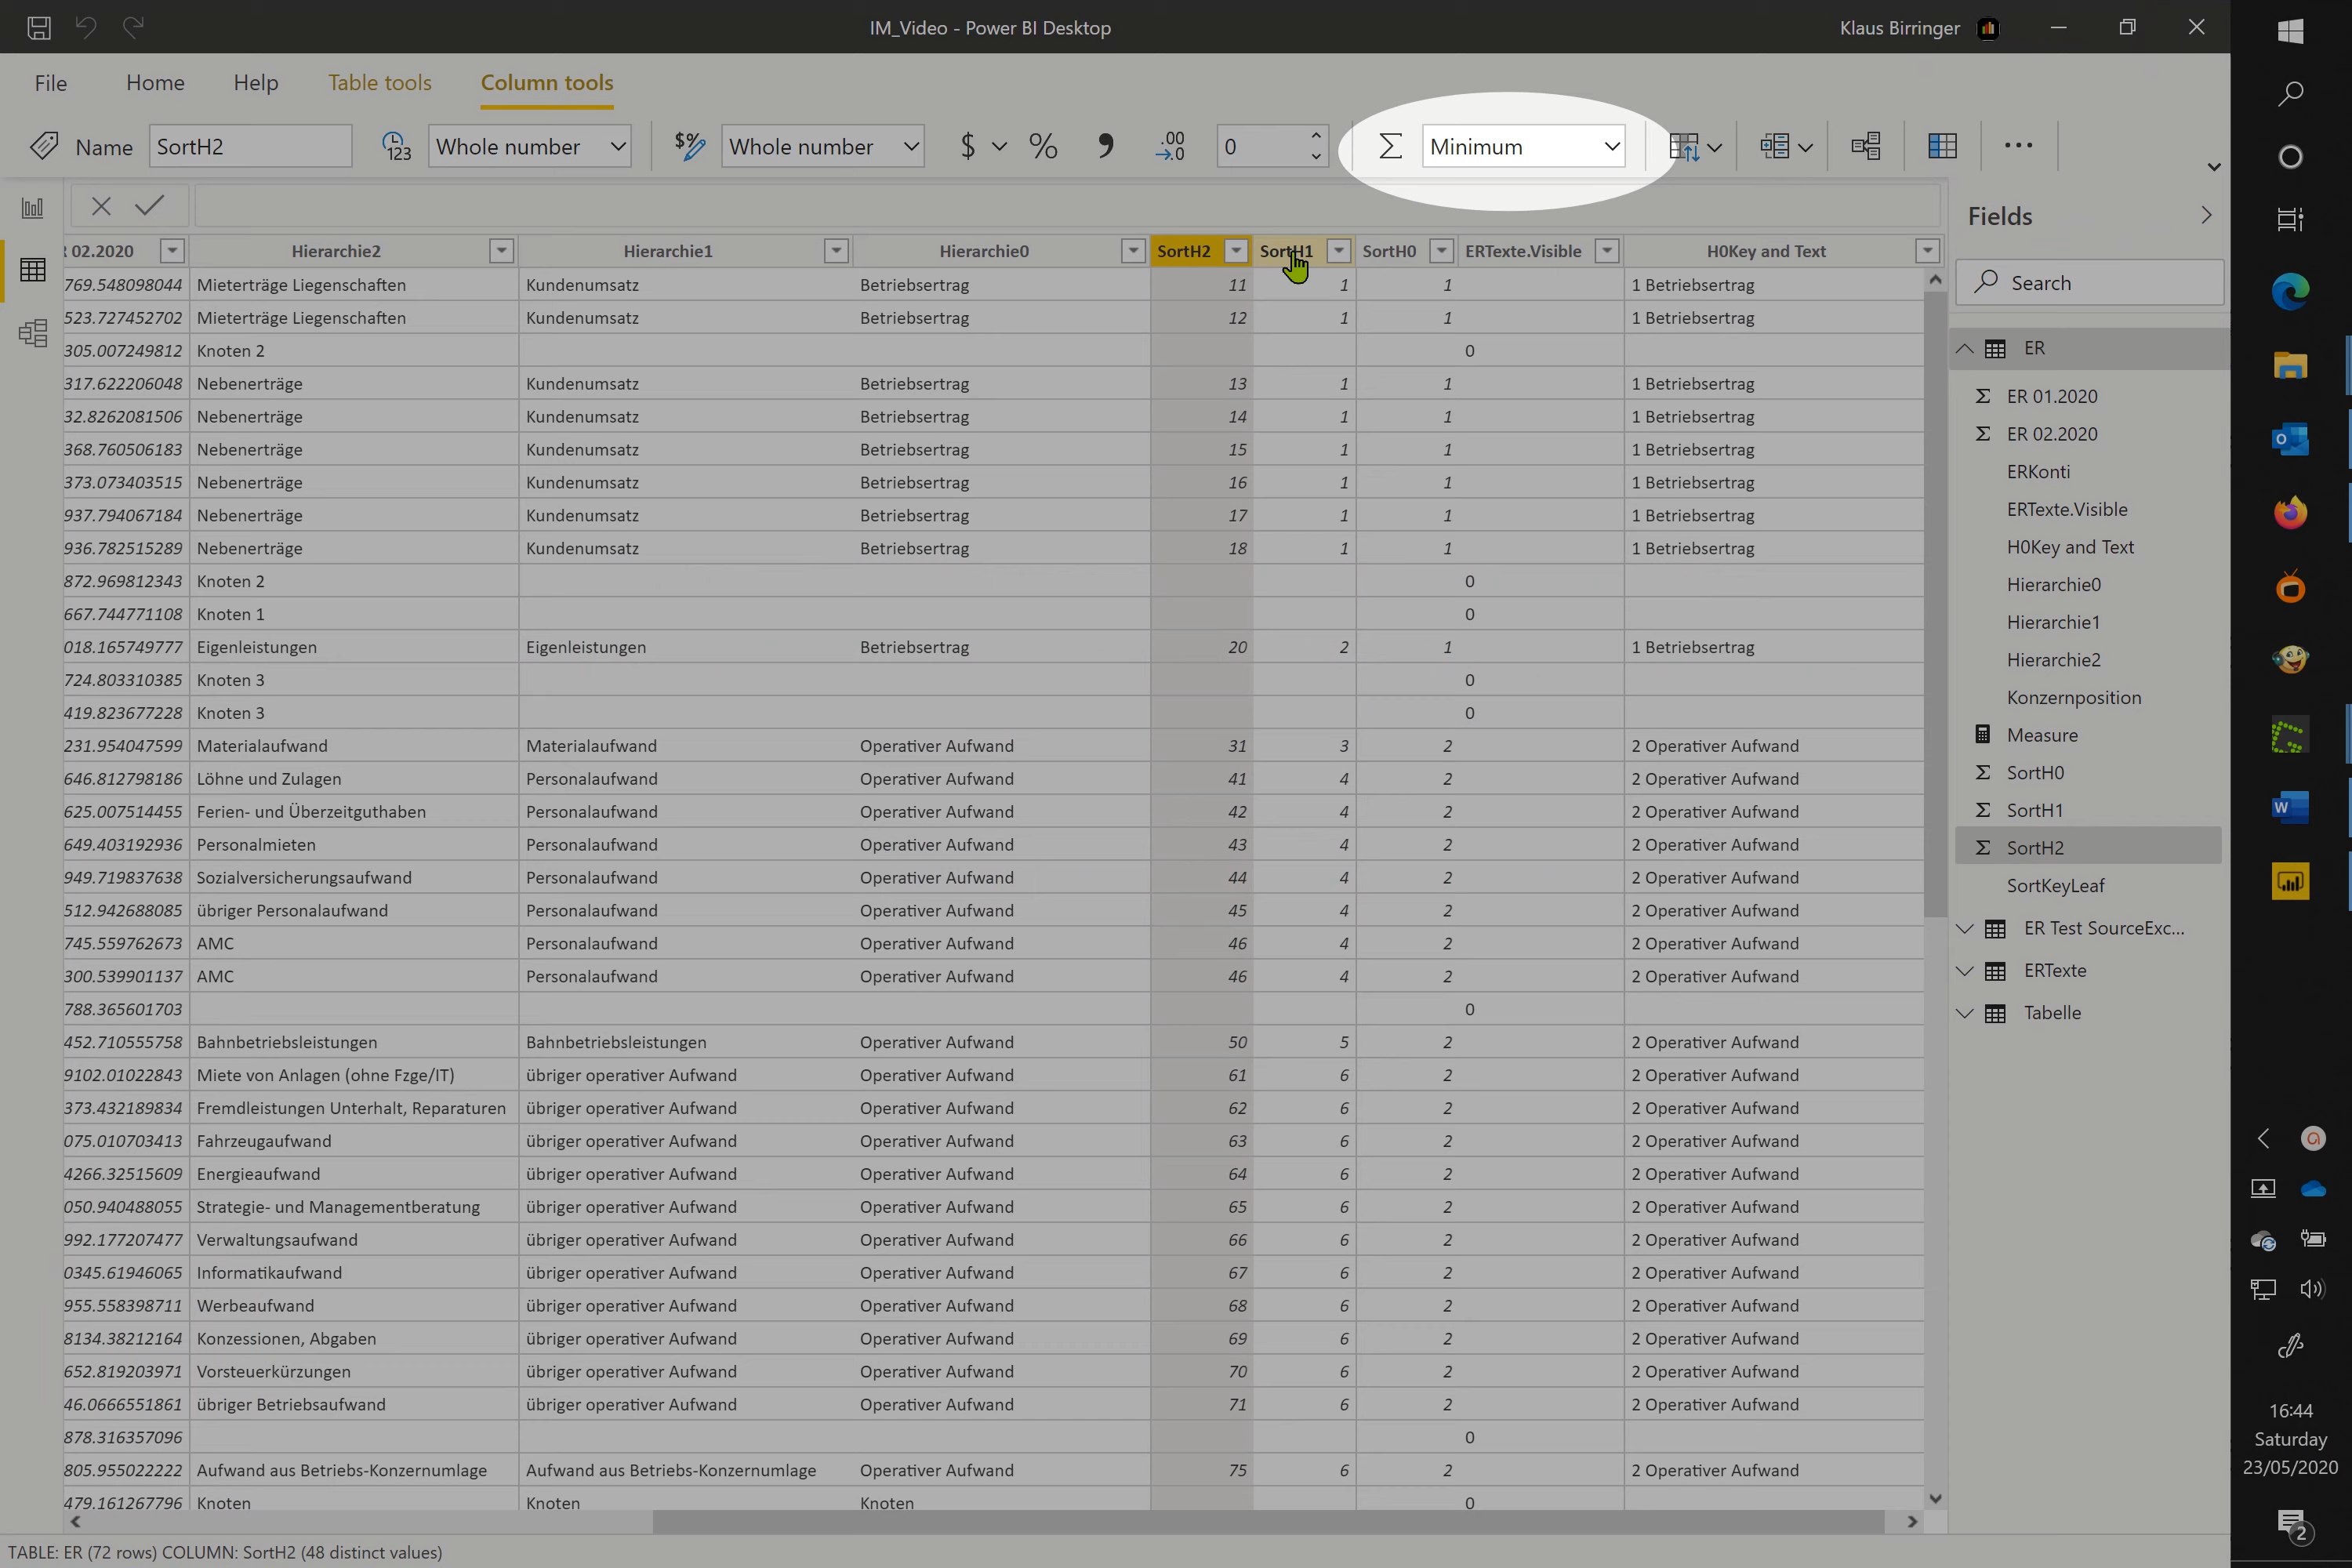 IM_Video - Power BI Desktop
Klaus Birringer
File Home Help Table tools Column tools
Name SortH2 123 Whole number $% Whole number $ % , .00 →.0 0 Σ Minimum ...
Fields
Search
02.2020 Hierarchie2 Hierarchie1 Hierarchie0 SortH2 SortH1 SortH0 ERTexte.Visible H0Key and Text
769.548098044 Mieterträge Liegenschaften Kundenumsatz Betriebsertrag 11 1 1 1 Betriebsertrag
523.727452702 Mieterträge Liegenschaften Kundenumsatz Betriebsertrag 12 1 1 1 Betriebsertrag
305.007249812 Knoten 2 0
317.622206048 Nebenerträge Kundenumsatz Betriebsertrag 13 1 1 1 Betriebsertrag
32.8262081506 Nebenerträge Kundenumsatz Betriebsertrag 14 1 1 1 Betriebsertrag
368.760506183 Nebenerträge Kundenumsatz Betriebsertrag 15 1 1 1 Betriebsertrag
373.073403515 Nebenerträge Kundenumsatz Betriebsertrag 16 1 1 1 Betriebsertrag
937.794067184 Nebenerträge Kundenumsatz Betriebsertrag 17 1 1 1 Betriebsertrag
936.782515289 Nebenerträge Kundenumsatz Betriebsertrag 18 1 1 1 Betriebsertrag
872.969812343 Knoten 2 0
667.744771108 Knoten 1 0
018.165749777 Eigenleistungen Eigenleistungen Betriebsertrag 20 2 1 1 Betriebsertrag
724.803310385 Knoten 3 0
419.823677228 Knoten 3 0
231.954047599 Materialaufwand Materialaufwand Operativer Aufwand 31 3 2 2 Operativer Aufwand
646.812798186 Löhne und Zulagen Personalaufwand Operativer Aufwand 41 4 2 2 Operativer Aufwand
625.007514455 Ferien- und Überzeitguthaben Personalaufwand Operativer Aufwand 42 4 2 2 Operativer Aufwand
649.403192936 Personalmieten Personalaufwand Operativer Aufwand 43 4 2 2 Operativer Aufwand
949.719837638 Sozialversicherungsaufwand Personalaufwand Operativer Aufwand 44 4 2 2 Operativer Aufwand
512.942688085 übriger Personalaufwand Personalaufwand Operativer Aufwand 45 4 2 2 Operativer Aufwand
745.559762673 AMC Personalaufwand Operativer Aufwand 46 4 2 2 Operativer Aufwand
300.539901137 AMC Personalaufwand Operativer Aufwand 46 4 2 2 Operativer Aufwand
788.365601703 0
452.710555758 Bahnbetriebsleistungen Bahnbetriebsleistungen Operativer Aufwand 50 5 2 2 Operativer Aufwand
9102.01022843 Miete von Anlagen (ohne Fzge/IT) übriger operativer Aufwand Operativer Aufwand 61 6 2 2 Operativer Aufwand
373.432189834 Fremdleistungen Unterhalt, Reparaturen übriger operativer Aufwand Operativer Aufwand 62 6 2 2 Operativer Aufwand
075.010703413 Fahrzeugaufwand übriger operativer Aufwand Operativer Aufwand 63 6 2 2 Operativer Aufwand
4266.32515609 Energieaufwand übriger operativer Aufwand Operativer Aufwand 64 6 2 2 Operativer Aufwand
050.940488055 Strategie- und Managementberatung übriger operativer Aufwand Operativer Aufwand 65 6 2 2 Operativer Aufwand
992.177207477 Verwaltungsaufwand übriger operativer Aufwand Operativer Aufwand 66 6 2 2 Operativer Aufwand
0345.61946065 Informatikaufwand übriger operativer Aufwand Operativer Aufwand 67 6 2 2 Operativer Aufwand
955.558398711 Werbeaufwand übriger operativer Aufwand Operativer Aufwand 68 6 2 2 Operativer Aufwand
8134.38212164 Konzessionen, Abgaben übriger operativer Aufwand Operativer Aufwand 69 6 2 2 Operativer Aufwand
652.819203971 Vorsteuerkürzungen übriger operativer Aufwand Operativer Aufwand 70 6 2 2 Operativer Aufwand
46.0666551861 übriger Betriebsaufwand übriger operativer Aufwand Operativer Aufwand 71 6 2 2 Operativer Aufwand
878.316357096 0
805.955022222 Aufwand aus Betriebs-Konzernumlage Aufwand aus Betriebs-Konzernumlage Operativer Aufwand 75 6 2 2 Operativer Aufwand
479.161267796 Knoten Knoten Knoten 0
ER
Σ ER 01.2020
Σ ER 02.2020
ERKonti
ERTexte.Visible
H0Key and Text
Hierarchie0
Hierarchie1
Hierarchie2
Konzernposition
Measure
Σ SortH0
Σ SortH1
Σ SortH2
SortKeyLeaf
ER Test SourceExc...
ERTexte
Tabelle
16:44
Saturday
23/05/2020
2
TABLE: ER (72 rows) COLUMN: SortH2 (48 distinct values)